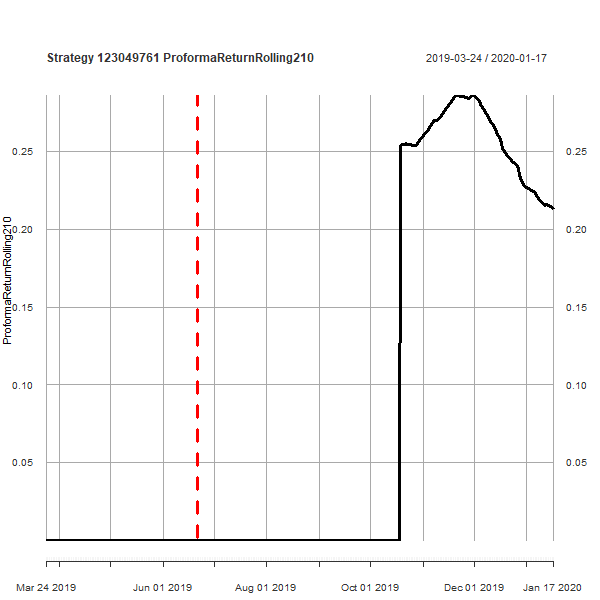 Strategy 123049761 ProformaReturnRolling210
2019-03-24 / 2020-01-17
ProformaReturnRolling210
0.25
0.20
0.15
0.10
0.05
0.25
0.20
0.15
0.10
0.05
Mar 24 2019
Jun 01 2019
Aug 01 2019
Oct 01 2019
Dec 01 2019
Jan 17 2020